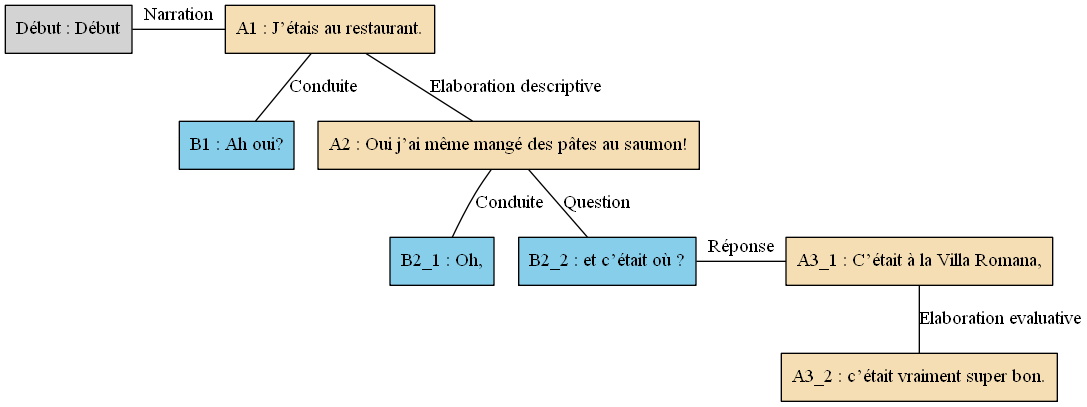 Début : Début
Narration
A1 : J’étais au restaurant.
Conduite
Elaboration descriptive
B1 : Ah oui?
A2 : Oui j’ai même mangé des pâtes au saumon!
Conduite
Question
B2_1 : Oh,
B2_2 : et c’était où ?
Réponse
A3_1 : C’était à la Villa Romana,
Elaboration evaluative
A3_2 : c’était vraiment super bon.